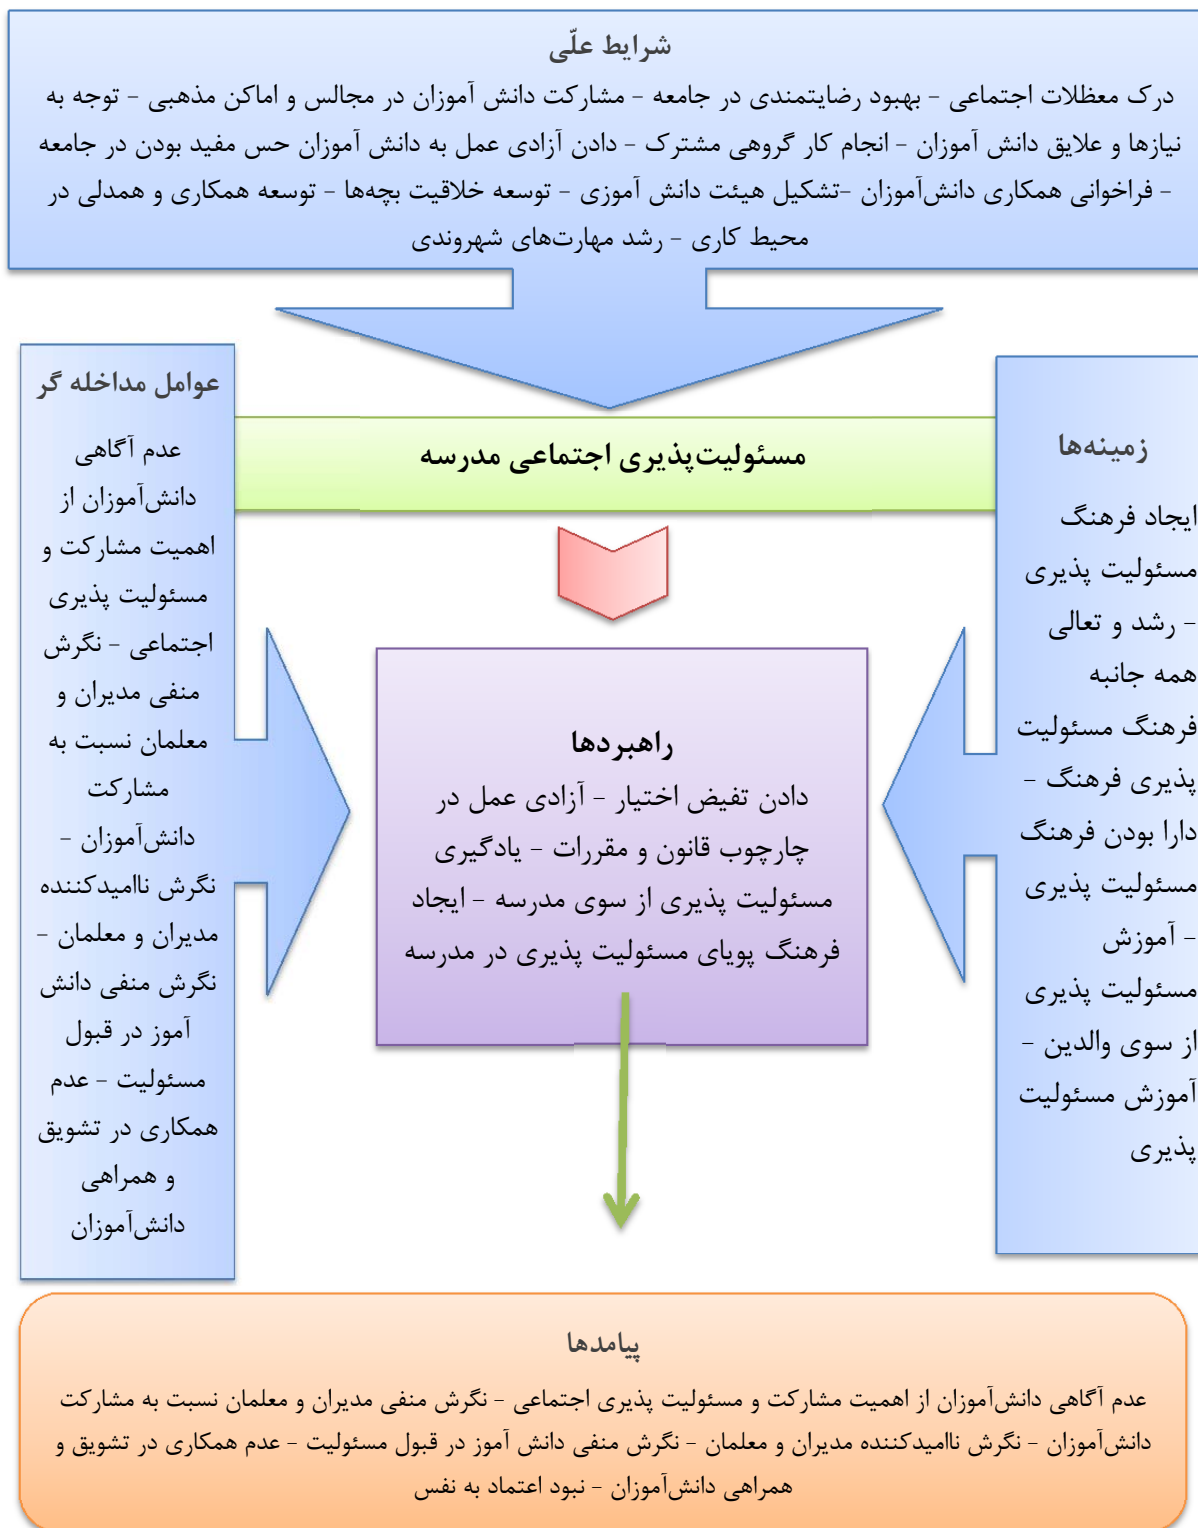 شرایط علّی
درک معظلات اجتماعی - بهبود رضایتمندی در جامعه - مشارکت دانش آموزان در مجالس و اماکن مذهبی - توجه به
نیازها و علایق دانش آموزان - انجام کار گروهی مشترک - دادن آزادی عمل به دانش آموزان حس مفید بودن در جامعه
- فراخوانی همکاری دانش‌آموزان -تشکیل هیئت دانش آموزی - توسعه خلاقیت بچه‌ها - توسعه همکاری و همدلی در
محیط کاری - رشد مهارت‌های شهروندی
مسئولیت‌پذیری اجتماعی مدرسه
زمینه‌ها
ایجاد فرهنگ
مسئولیت پذیری
- رشد و تعالی
همه جانبه
فرهنگ مسئولیت
پذیری فرهنگ -
دارا بودن فرهنگ
مسئولیت پذیری
- آموزش
مسئولیت پذیری
از سوی والدین -
آموزش مسئولیت
پذیری
راهبردها
دادن تفیض اختیار - آزادی عمل در
چارچوب قانون و مقررات - یادگیری
مسئولیت پذیری از سوی مدرسه - ایجاد
فرهنگ پویای مسئولیت پذیری در مدرسه
عوامل مداخله گر
عدم آگاهی
دانش‌آموزان از
اهمیت مشارکت و
مسئولیت پذیری
اجتماعی - نگرش
منفی مدیران و
معلمان نسبت به
مشارکت
دانش‌آموزان -
نگرش ناامیدکننده
مدیران و معلمان -
نگرش منفی دانش
آموز در قبول
مسئولیت - عدم
همکاری در تشویق
و همراهی
دانش‌آموزان
پیامدها
عدم آگاهی دانش‌آموزان از اهمیت مشارکت و مسئولیت پذیری اجتماعی - نگرش منفی مدیران و معلمان نسبت به مشارکت
دانش‌آموزان - نگرش ناامیدکننده مدیران و معلمان - نگرش منفی دانش آموز در قبول مسئولیت - عدم همکاری در تشویق و
همراهی دانش‌آموزان - نبود اعتماد به نفس